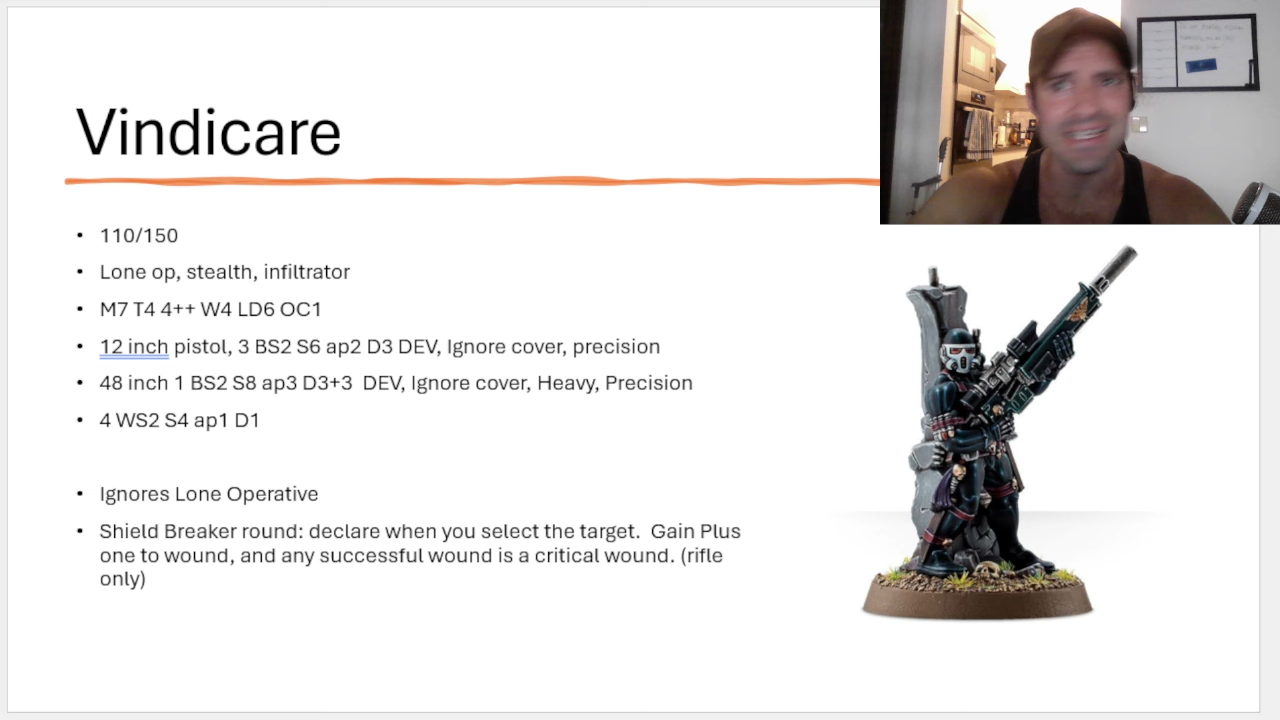 Vindicare
110/150
Lone op, stealth, infiltrator
M7 T4 4++ W4 LD6 OC1
12 inch pistol, 3 BS2 S6 ap2 D3 DEV, Ignore cover, precision
48 inch 1 BS2 S8 ap3 D3+3  DEV, Ignore cover, Heavy, Precision
4 WS2 S4 ap1 D1
Ignores Lone Operative
Shield Breaker round: declare when you select the target.  Gain Plus
one to wound, and any successful wound is a critical wound. (rifle
only)